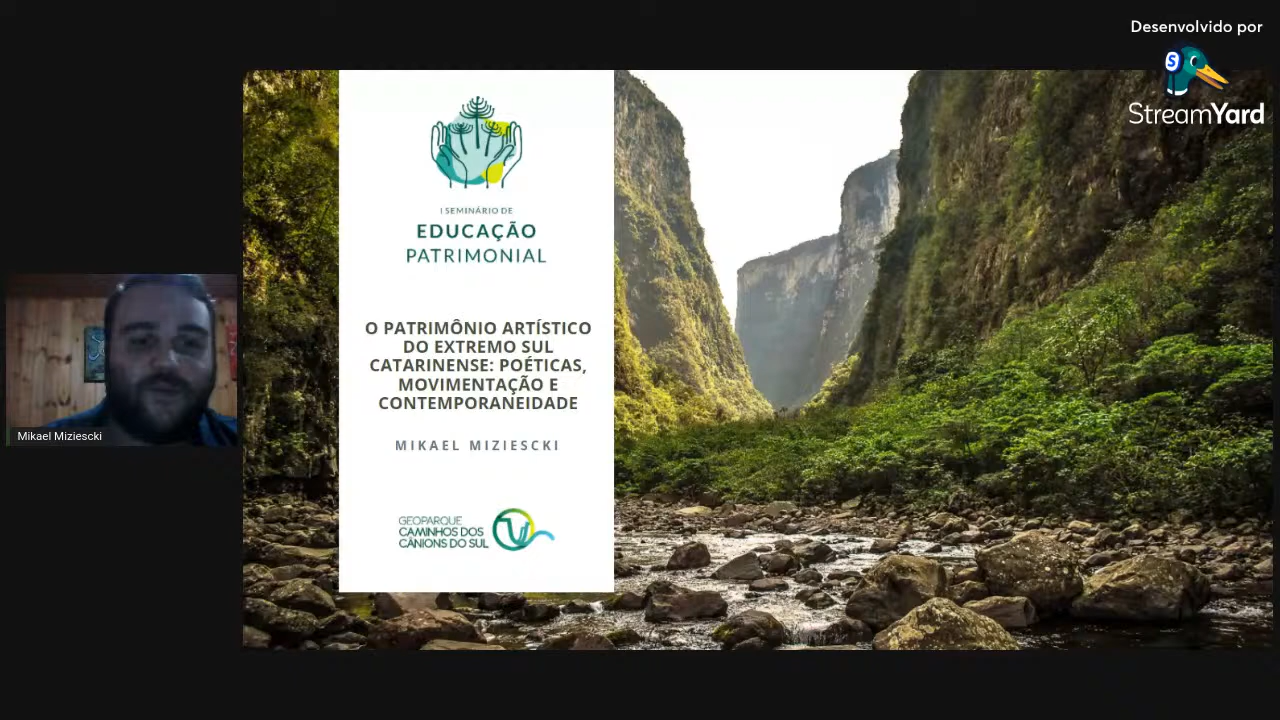 Desenvolvido por
StreamYard
I SEMINÁRIO DE
EDUCAÇÃO
PATRIMONIAL
O PATRIMÔNIO ARTÍSTICO
DO EXTREMO SUL
CATARINENSE: POÉTICAS,
MOVIMENTAÇÃO E
CONTEMPORANEIDADE
MIKAEL MIZIESCKI
GEOPARQUE
CAMINHOS DOS
CÂNIONS DO SUL
Mikael Miziescki